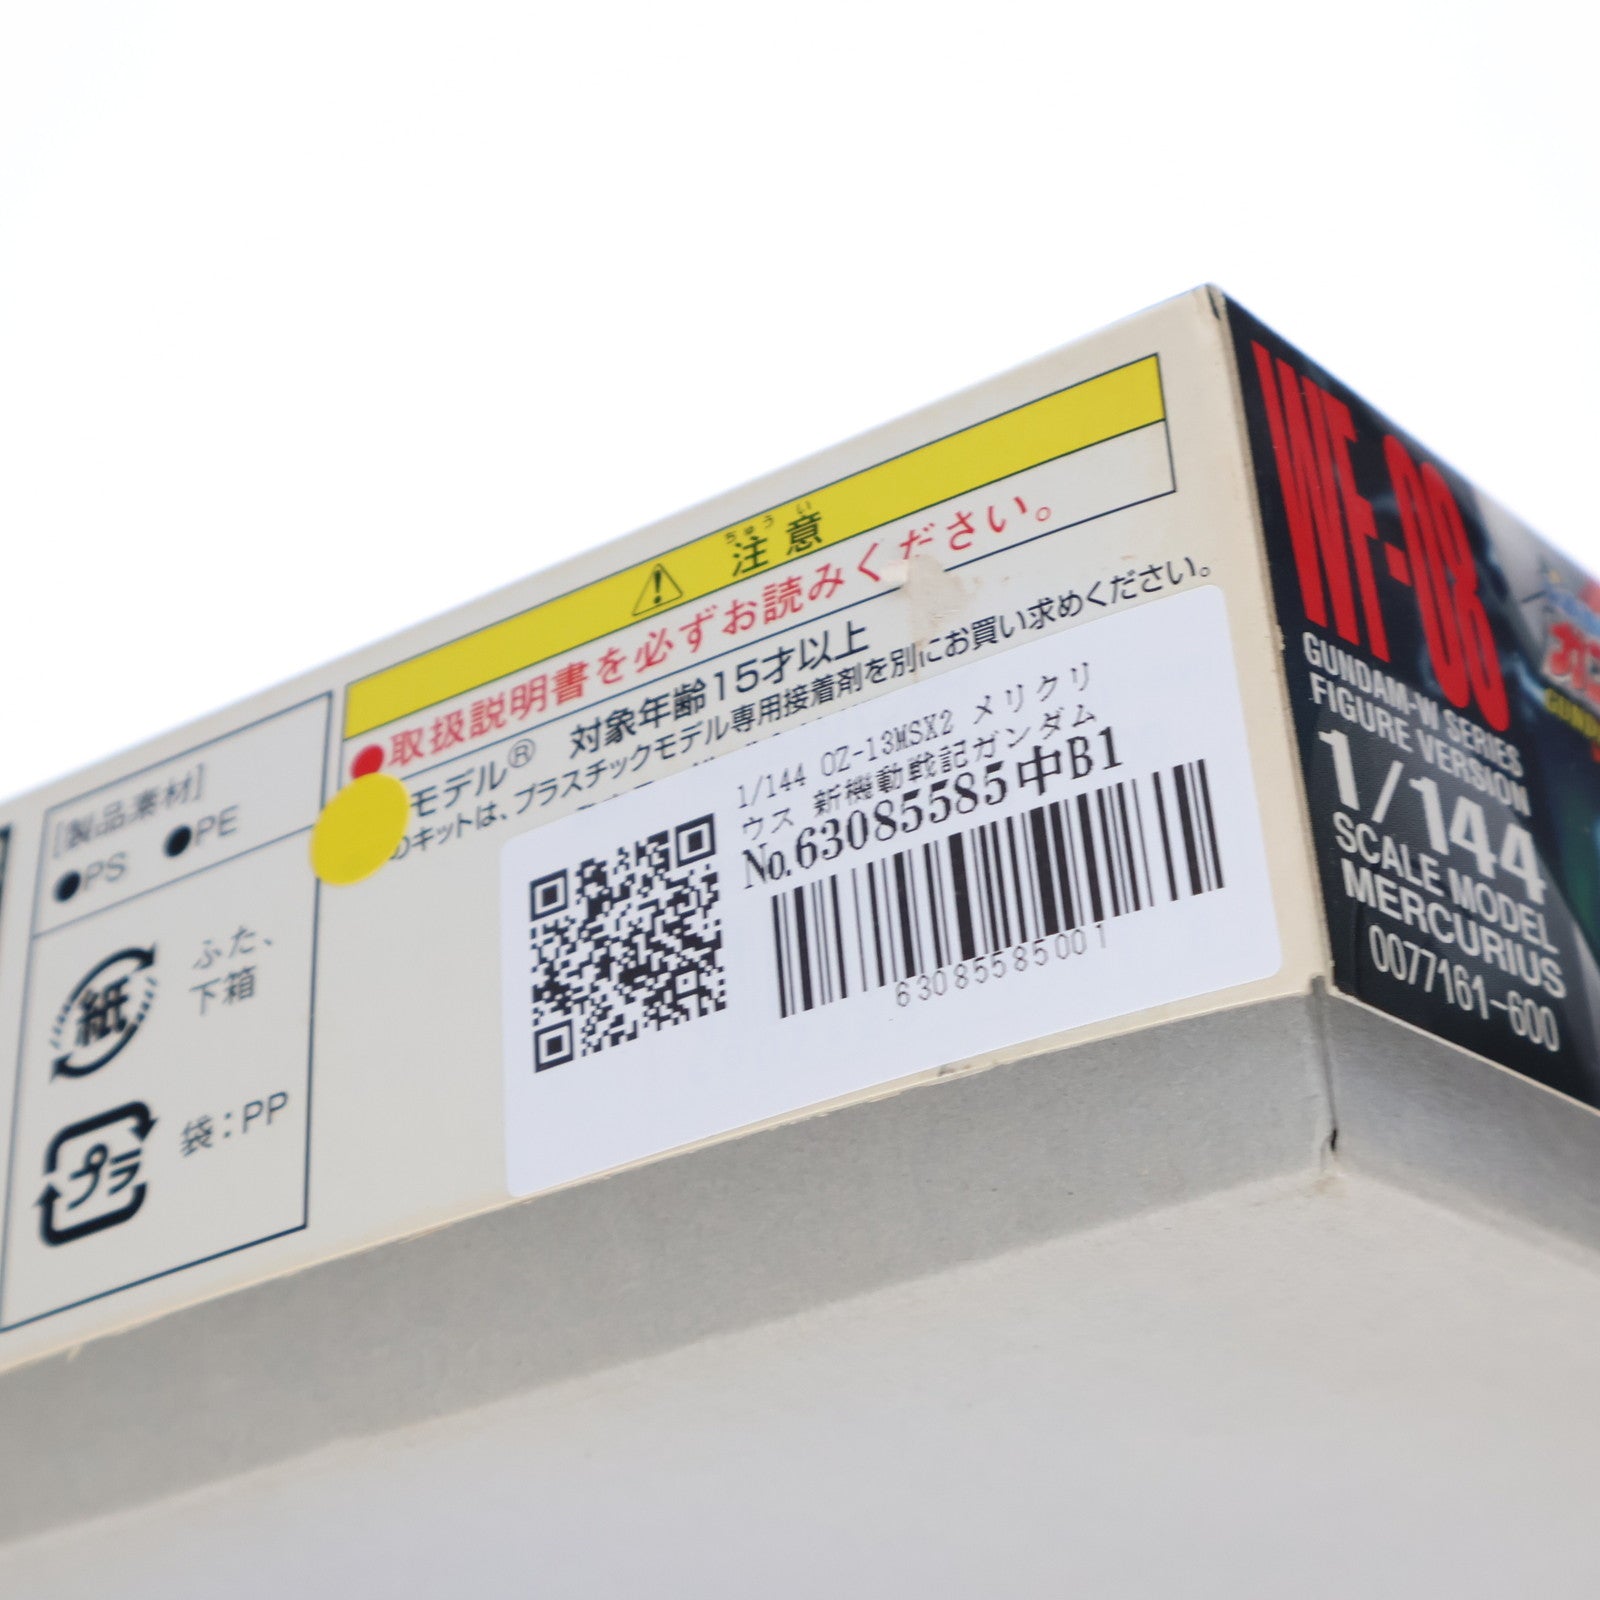 [製品素材]
●PS ●PE
紙
ふた、
下箱
プラ
袋:PP
ちゅう い
注意
●取扱説明書を必ずお読みください。
モデル® 対象年齢15才以上
のキットは、プラスチックモデル専用接着剤を別にお買い求めください。
1/144 OZ-13MSX2 メリクリ
ウス 新機動戦記ガンダム
No.63085585中B1
63085585001
WF-08
GUNDAM-W SERIES
FIGURE VERSION
1/144
SCALE MODEL
MERCURIUS
0077161-600